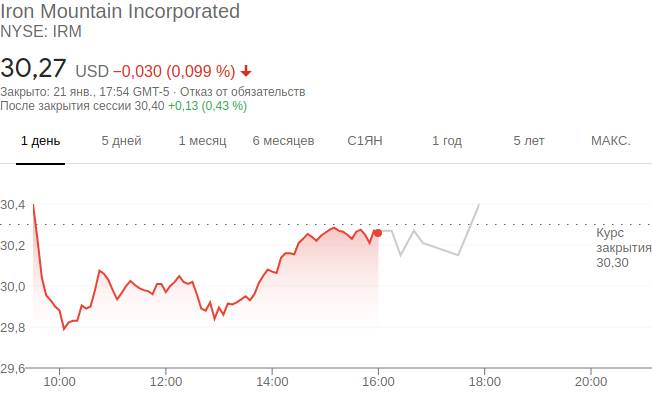 Iron Mountain Incorporated
NYSE: IRM
30,27 USD −0,030 (0,099 %)
Закрыто: 21 янв., 17:54 GMT-5 · Отказ от обязательств
После закрытия сессии 30,40 +0,13 (0,43 %)
1 день 5 дней 1 месяц 6 месяцев С1ЯН 1 год 5 лет МАКС.
30,4
Курс
закрытия
30,30
30,2
30,0
29,8
29,6
10:00 12:00 14:00 16:00 18:00 20:00